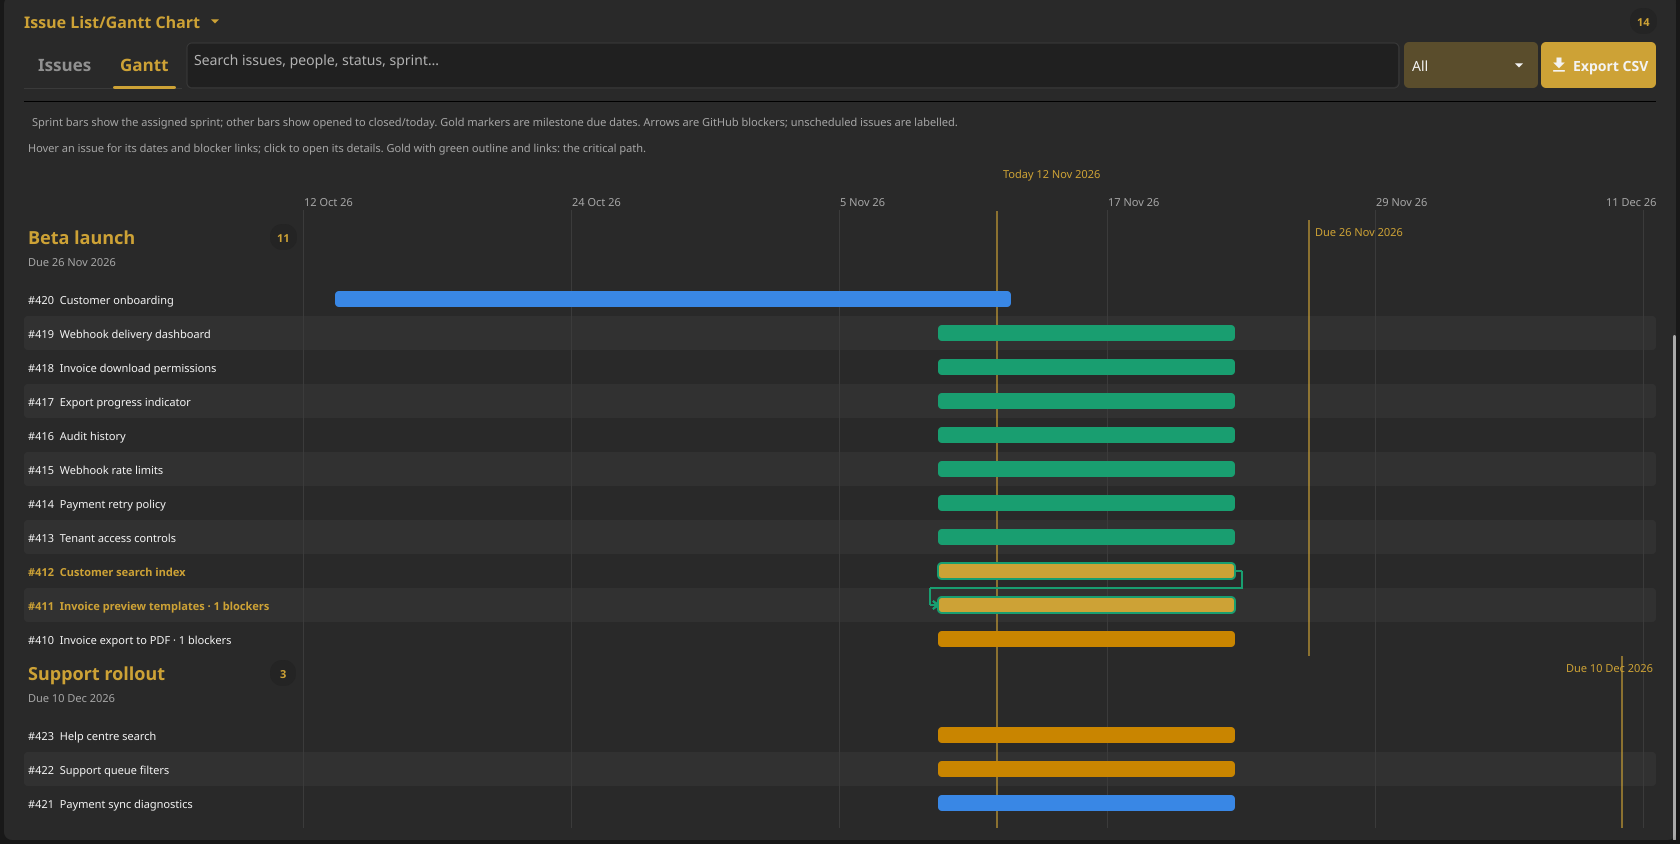 Issue List/Gantt Chart
14
Issues Gantt Search issues, people, status, sprint... All Export CSV
Sprint bars show the assigned sprint; other bars show opened to closed/today. Gold markers are milestone due dates. Arrows are GitHub blockers; unscheduled issues are labelled.
Hover an issue for its dates and blocker links; click to open its details. Gold with green outline and links: the critical path.
Today 12 Nov 2026
12 Oct 26 24 Oct 26 5 Nov 26 17 Nov 26 29 Nov 26 11 Dec 26
Beta launch 11 Due 26 Nov 2026
Due 26 Nov 2026
#420 Customer onboarding
#419 Webhook delivery dashboard
#418 Invoice download permissions
#417 Export progress indicator
#416 Audit history
#415 Webhook rate limits
#414 Payment retry policy
#413 Tenant access controls
#412 Customer search index
#411 Invoice preview templates · 1 blockers
#410 Invoice export to PDF · 1 blockers
Support rollout 3 Due 10 Dec 2026
Due 10 Dec 2026
#423 Help centre search
#422 Support queue filters
#421 Payment sync diagnostics